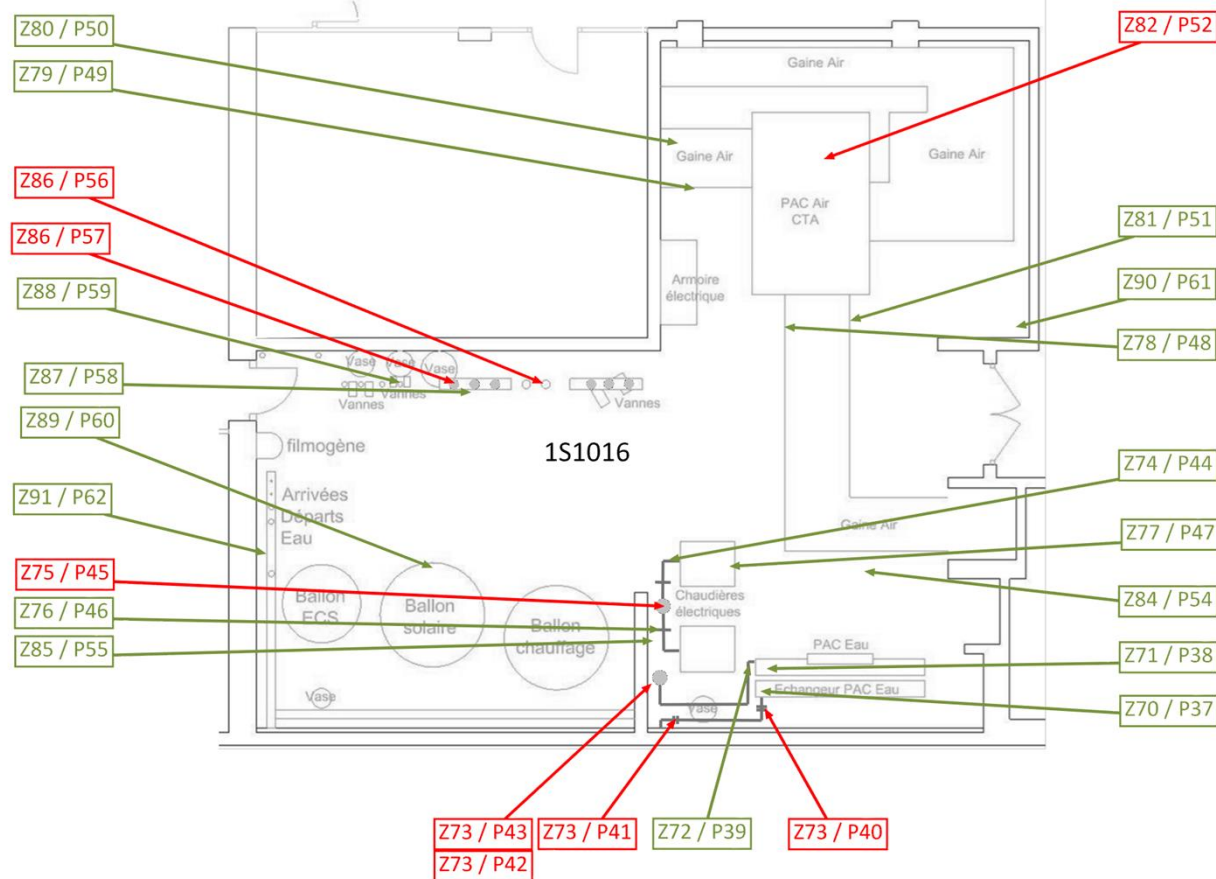 Z80 / P50
Z82 / P52
Gaine Air
Z79 / P49
Gaine Air
Gaine Air
Z86 / P56
PAC Air
CTA
Z81 / P51
Z86 / P57
Z90 / P61
Z88 / P59
Armoire
électrique
Z78 / P48
Vase
Vase
Vase
Z87 / P58
Vannes
Vannes
Vannes
Z89 / P60
filmogène
1S1016
Z74 / P44
Z91 / P62
Arrivées
Départs
Eau
Gaine Air
Z77 / P47
Z75 / P45
Z84 / P54
Ballon
ECS
Ballon
solaire
Chaudières
électriques
Z76 / P46
Ballon
chauffage
Z85 / P55
PAC Eau
Z71 / P38
Echangeur PAC Eau
Z70 / P37
Vase
Vase
Z73 / P43
Z73 / P41
Z72 / P39
Z73 / P40
Z73 / P42